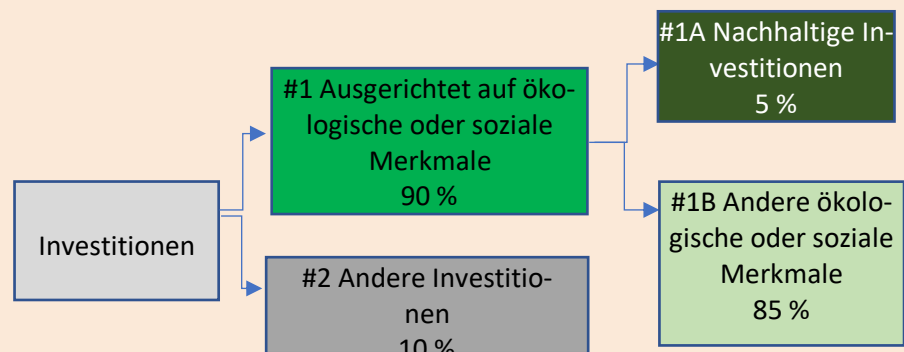 Investitionen
#1 Ausgerichtet auf öko-
logische oder soziale
Merkmale
90 %
#2 Andere Investitio-
nen
10 %
#1A Nachhaltige In-
vestitionen
5 %
#1B Andere ökolo-
gische oder soziale
Merkmale
85 %